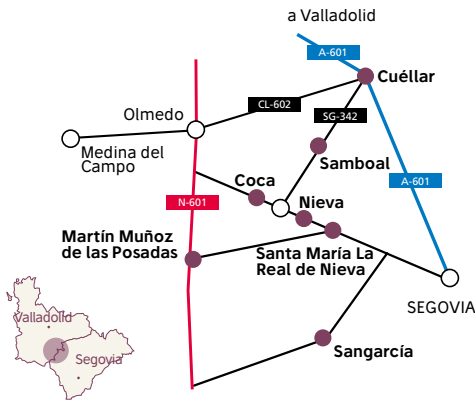 a Valladolid
A-601
Cuéllar
CL-602
Olmedo
SG-342
Medina del
Campo
Samboal
A-601
Coca
Nieva
N-601
Martín Muñoz
de las Posadas
Santa María La
Real de Nieva
SEGOVIA
Valladolid
Segovia
Sangarcía